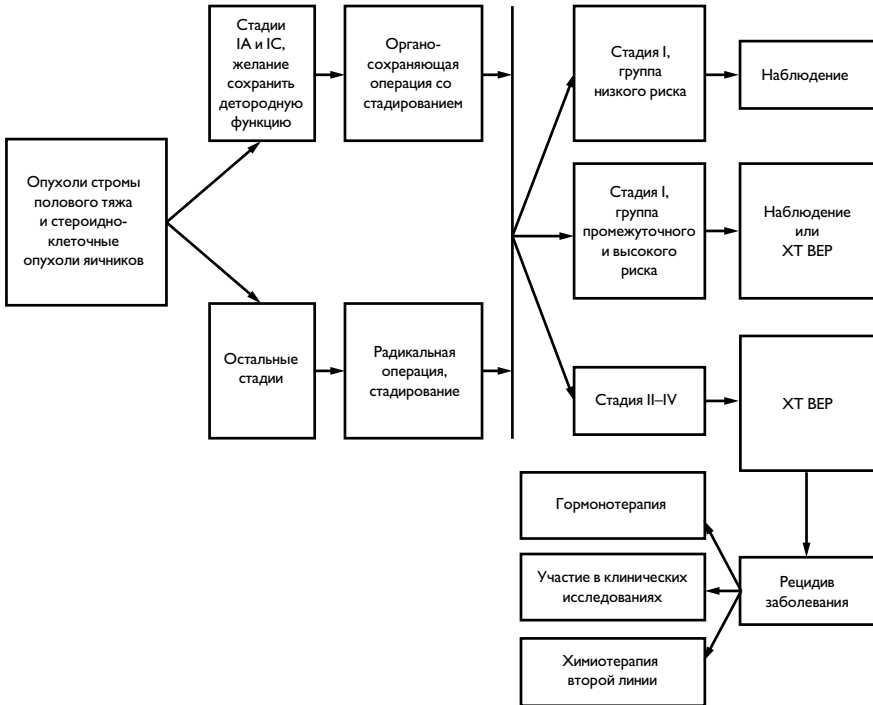 Опухоли стромы
полового тяжа
и стероидно-
клеточные
опухоли яичников
Стадии
IA и IC,
желание
сохранить
детородную
функцию
Органо-
сохраняющая
операция со
стадированием
Остальные
стадии
Радикальная
операция,
стадирование
Стадия I,
группа
низкого риска
Наблюдение
Стадия I,
группа
промежуточного
и высокого
риска
Наблюдение
или
ХТ BEP
Стадия II–IV
ХТ BEP
Рецидив
заболевания
Гормонотерапия
Участие в клинических
исследованиях
Химиотерапия
второй линии